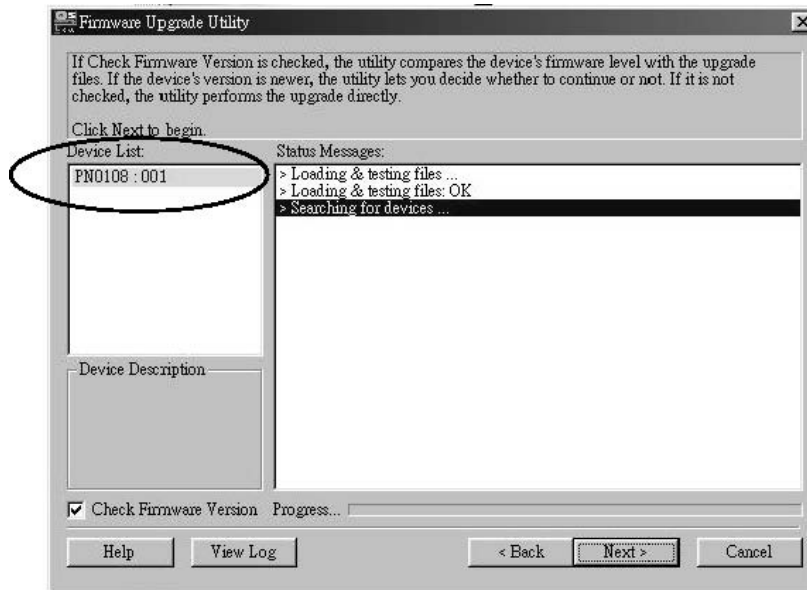 Firmware Upgrade Utility
If Check Firmware Version is checked, the utility compares the device's firmware level with the upgrade
files. If the device's version is newer, the utility lets you decide whether to continue or not. If it is not
checked, the utility performs the upgrade directly.
Click Next to begin.
Device List:
PN0108 : 001
Status Messages:
> Loading & testing files ...
> Loading & testing files: OK
> Searching for devices ...
Device Description
Check Firmware Version
Progress...
Help
View Log
< Back
Next >
Cancel